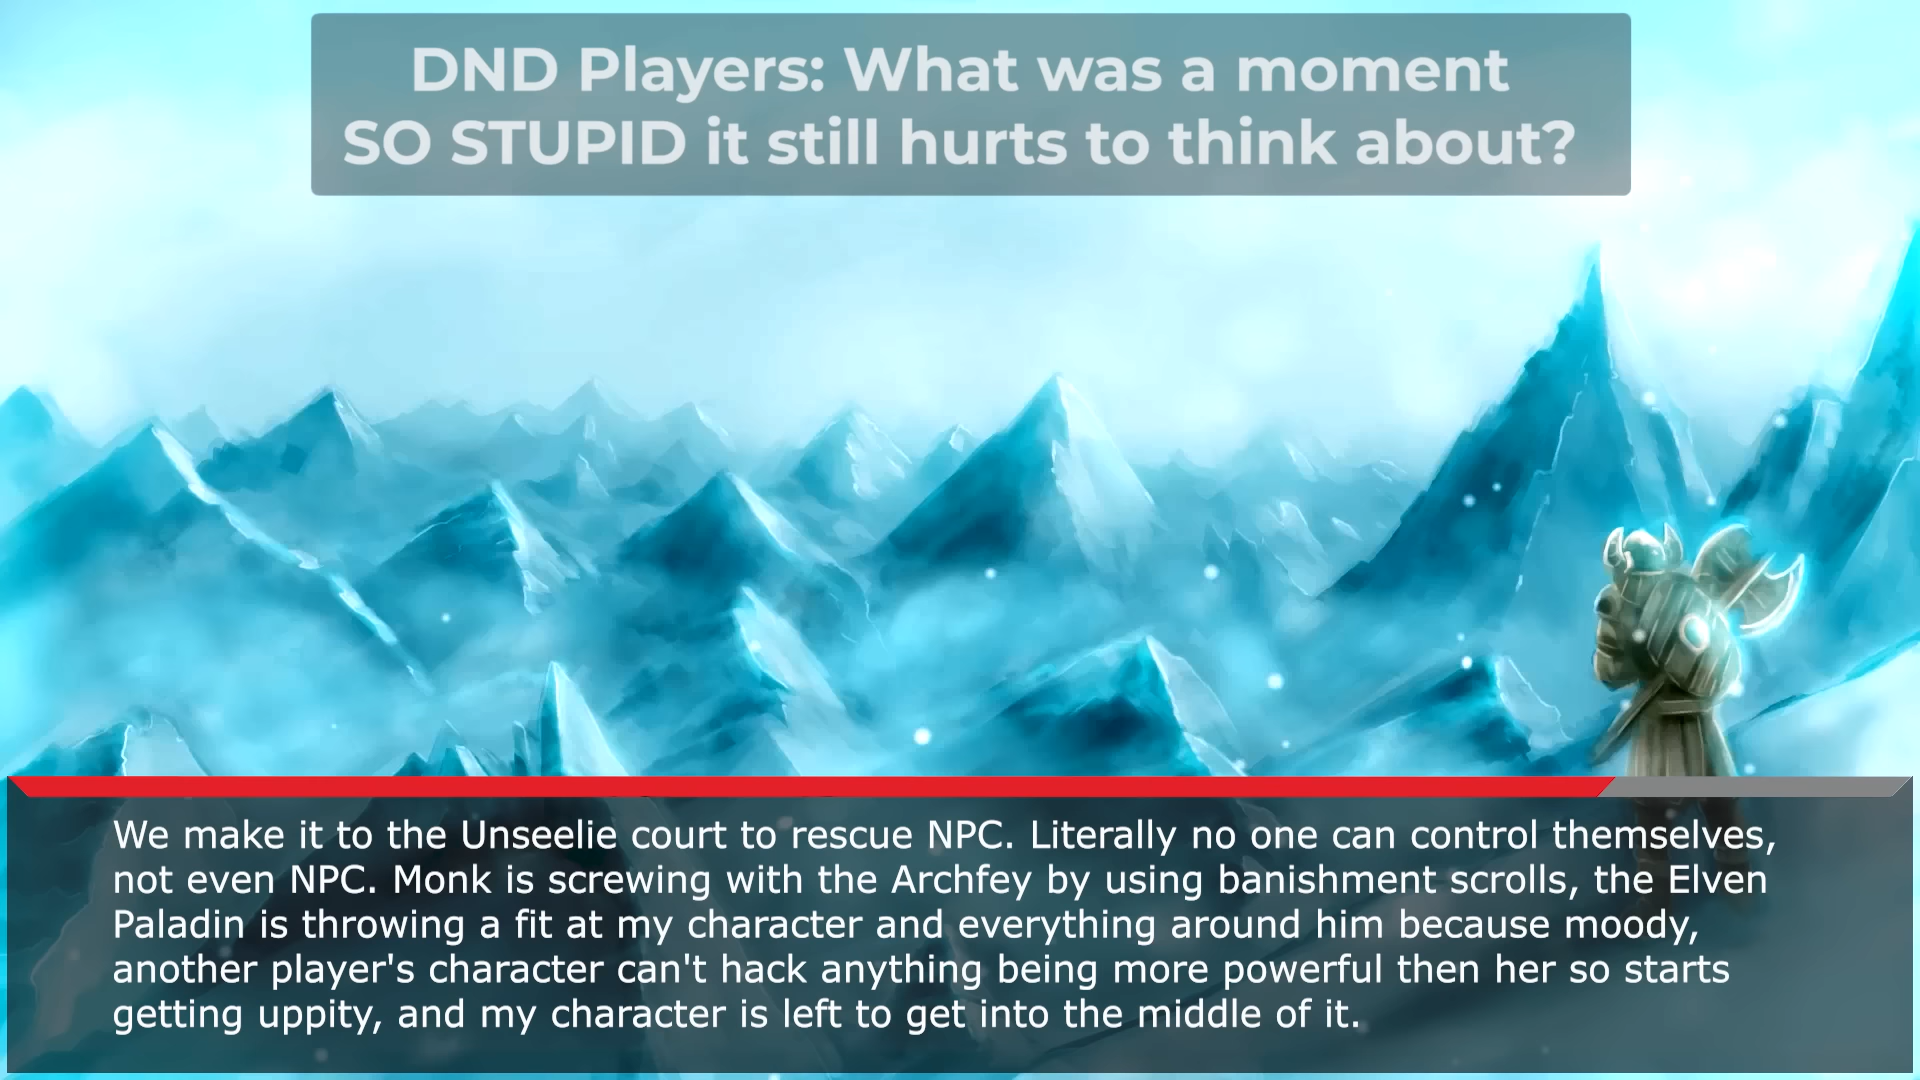 DND Players: What was a moment
SO STUPID it still hurts to think about?
We make it to the Unseelie court to rescue NPC. Literally no one can control themselves,
not even NPC. Monk is screwing with the Archfey by using banishment scrolls, the Elven
Paladin is throwing a fit at my character and everything around him because moody,
another player's character can't hack anything being more powerful then her so starts
getting uppity, and my character is left to get into the middle of it.